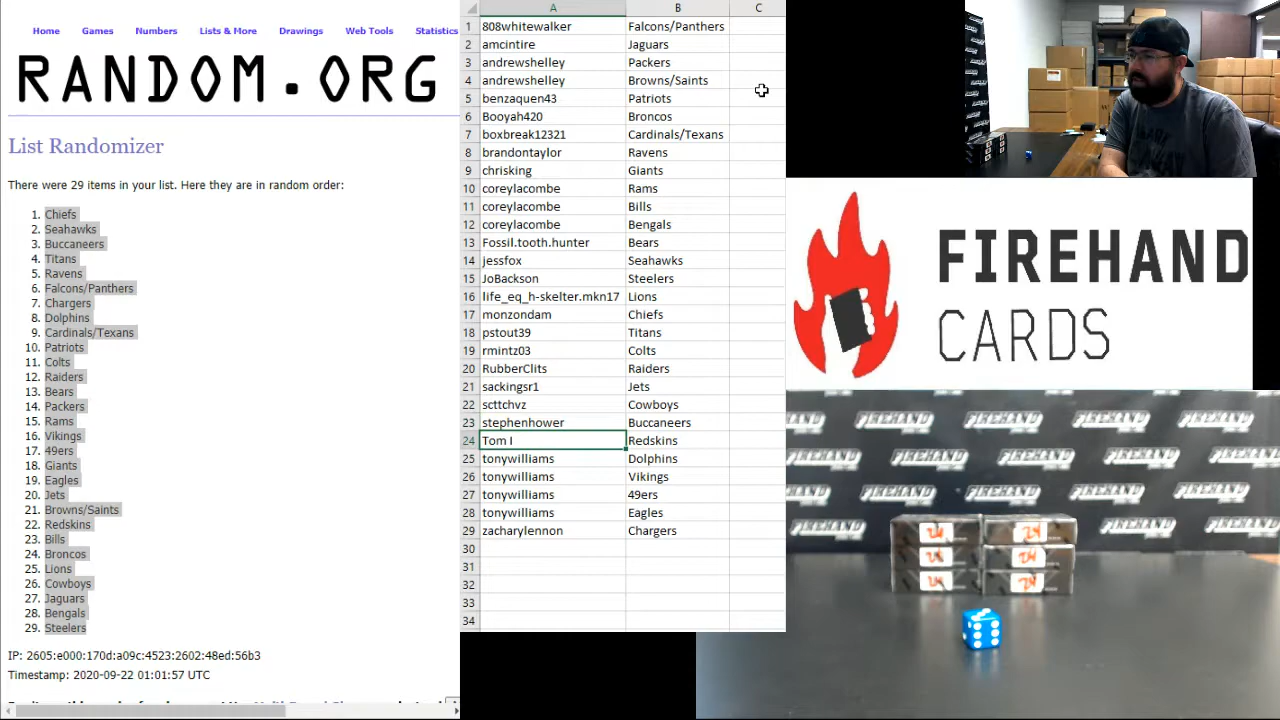 Home Games Numbers Lists & More Drawings Web Tools Statistics
RANDOM.ORG
List Randomizer
There were 29 items in your list. Here they are in random order:
1. Chiefs
2. Seahawks
3. Buccaneers
4. Titans
5. Ravens
6. Falcons/Panthers
7. Chargers
8. Dolphins
9. Cardinals/Texans
10. Patriots
11. Colts
12. Raiders
13. Bears
14. Packers
15. Rams
16. Vikings
17. 49ers
18. Giants
19. Eagles
20. Jets
21. Browns/Saints
22. Redskins
23. Bills
24. Broncos
25. Lions
26. Cowboys
27. Jaguars
28. Bengals
29. Steelers
IP: 2605:e000:170d:a09c:4523:2602:48ed:56b3
Timestamp: 2020-09-22 01:01:57 UTC
A B C
1 808whitewalker Falcons/Panthers
2 amcintire Jaguars
3 andrewshelley Packers
4 andrewshelley Browns/Saints
5 benzaquen43 Patriots
6 Booyah420 Broncos
7 boxbreak12321 Cardinals/Texans
8 brandontaylor Ravens
9 chrisking Giants
10 coreylacombe Rams
11 coreylacombe Bills
12 coreylacombe Bengals
13 Fossil.tooth.hunter Bears
14 jessfox Seahawks
15 JoBackson Steelers
16 life_eq_h-skelter.mkn17 Lions
17 monzondam Chiefs
18 pstout39 Titans
19 rmintz03 Colts
20 RubberClits Raiders
21 sackingsr1 Jets
22 scttchvz Cowboys
23 stephenhower Buccaneers
24 Tom I Redskins
25 tonywilliams Dolphins
26 tonywilliams Vikings
27 tonywilliams 49ers
28 tonywilliams Eagles
29 zacharylennon Chargers
30
31
32
33
34
FIREHAND
CARDS
FIREHAND FIREHAND FIREHAND FIREHAND
FIREHAND FIREHAND FIREHAND